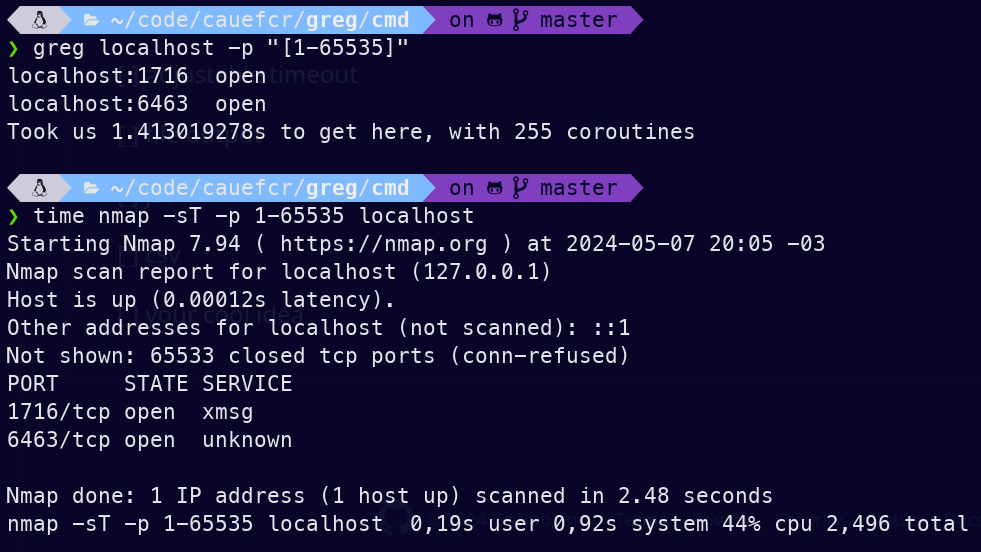 ~/code/cauefcr/greg/cmd on master
❯ greg localhost -p "[1-65535]"
localhost:1716  open
localhost:6463  open
Took us 1.413019278s to get here, with 255 coroutines
~/code/cauefcr/greg/cmd on master
❯ time nmap -sT -p 1-65535 localhost
Starting Nmap 7.94 ( https://nmap.org ) at 2024-05-07 20:05 -03
Nmap scan report for localhost (127.0.0.1)
Host is up (0.00012s latency).
Other addresses for localhost (not scanned): ::1
Not shown: 65533 closed tcp ports (conn-refused)
PORT     STATE SERVICE
1716/tcp open  xmsg
6463/tcp open  unknown
Nmap done: 1 IP address (1 host up) scanned in 2.48 seconds
nmap -sT -p 1-65535 localhost  0,19s user 0,92s system 44% cpu 2,496 total